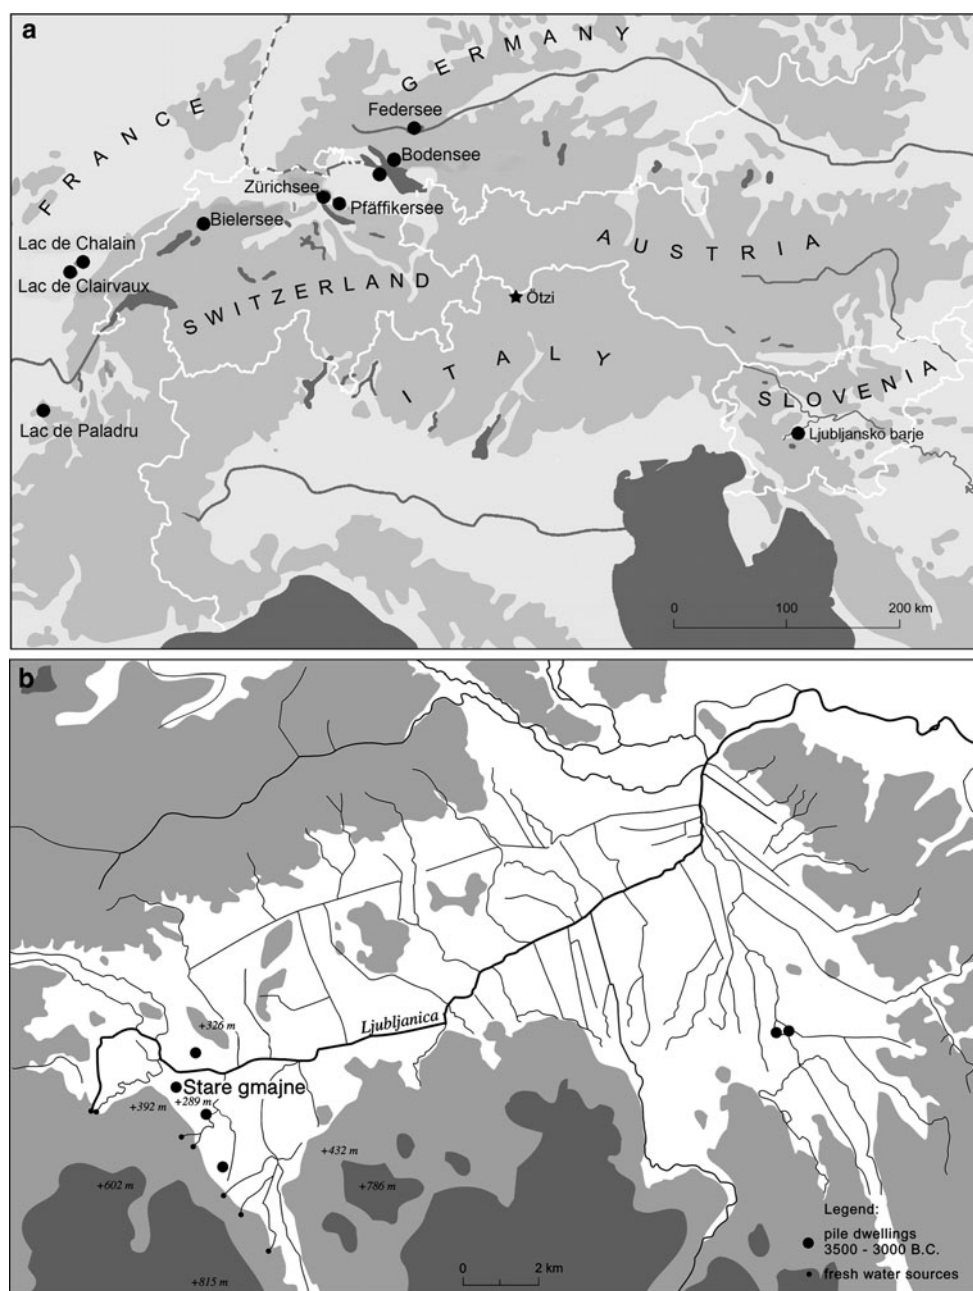 a
GERMANY
FRANCE
Federsee
Bodensee
Zürichsee
Pfäffikersee
Bielersee
Lac de Chalain
Lac de Clairvaux
AUSTRIA
SWITZERLAND
Ötzi
ITALY
SLOVENIA
Lac de Paladru
Ljubljansko barje
0 100 200 km
b
Ljubljanica
+326 m
Stare gmajne
+392 m
+289 m
+432 m
+602 m
+786 m
+815 m
0 2 km
Legend:
pile dwellings
3500 - 3000 B.C.
fresh water sources